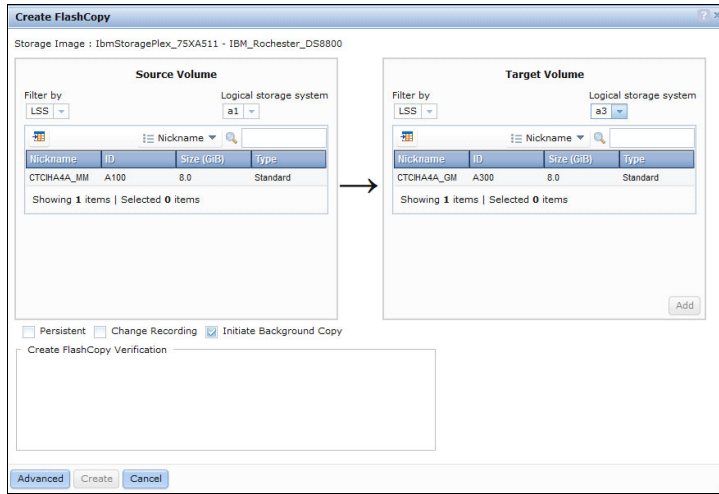 Create FlashCopy
Storage Image : IbmStoragePlex_75XA511 - IBM_Rochester_DS8800
Source Volume
Filter by
Logical storage system
LSS
a1
Nickname
Nickname ID Size (GiB) Type
CTCIHA4A_MM A100 8.0 Standard
Showing 1 items | Selected 0 items
Target Volume
Filter by
Logical storage system
LSS
a3
Nickname
Nickname ID Size (GiB) Type
CTCIHA4A_GM A300 8.0 Standard
Showing 1 items | Selected 0 items
Add
Persistent Change Recording Initiate Background Copy
Create FlashCopy Verification
Advanced Create Cancel